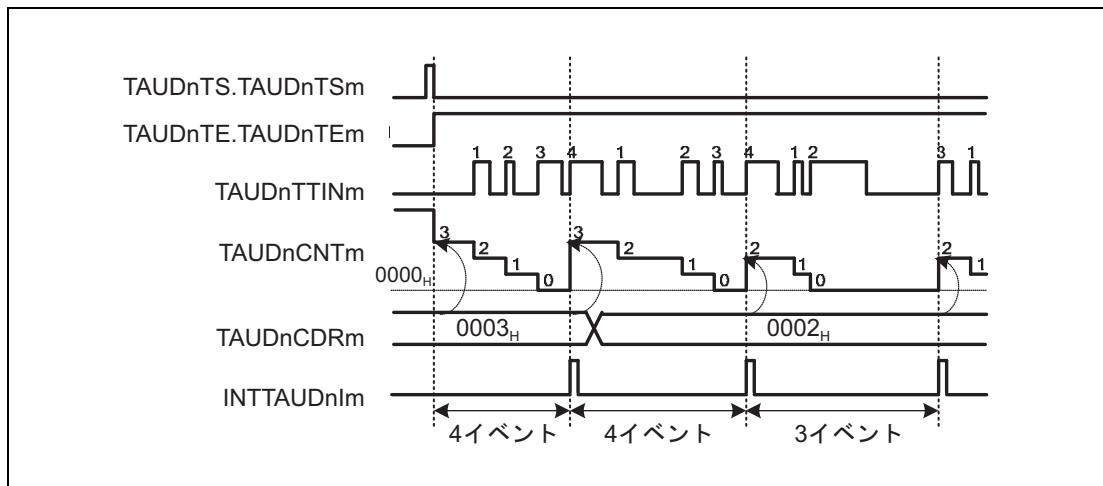 TAUDnTS.TAUDnTSm
TAUDnTE.TAUDnTEm
1 2 3 4 1 2 3 4 1 2 3 1
TAUDnTTINm
3 2 1 0 3 2 1 0 2 1 0 2 1
TAUDnCNTm
0000H
TAUDnCDRm
0003H 0002H
INTTAUDnIm
4イベント 4イベント 3イベント